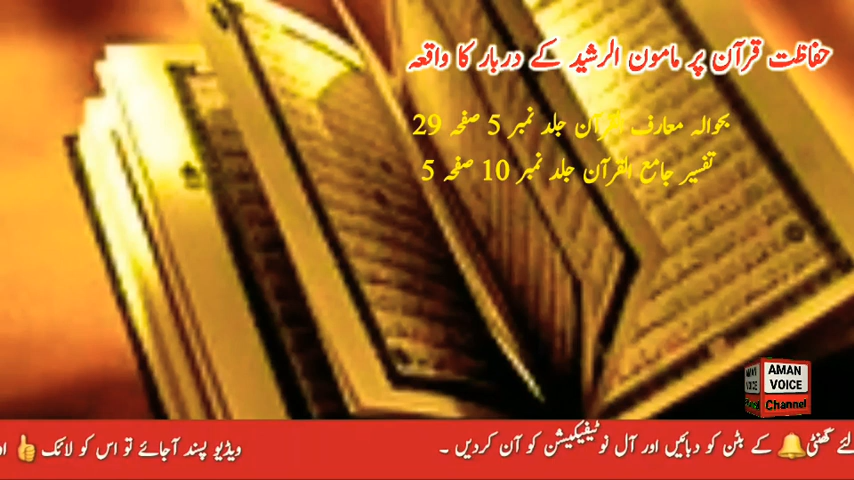 حفاظت قرآن پر مامون الرشید کے دربار کا واقعہ
بحوالہ معارف القرآن جلد نمبر 5 صفحہ 29
تفسیر جامع القرآن جلد نمبر 10 صفحہ 5
AMAN
VOICE
Channel
لئے گھنٹی🔔 کے بٹن کو دبائیں اور آل نوٹیفیکیشن کو آن کردیں ۔ ویڈیو پسند آجائے تو اس کو لائک👍